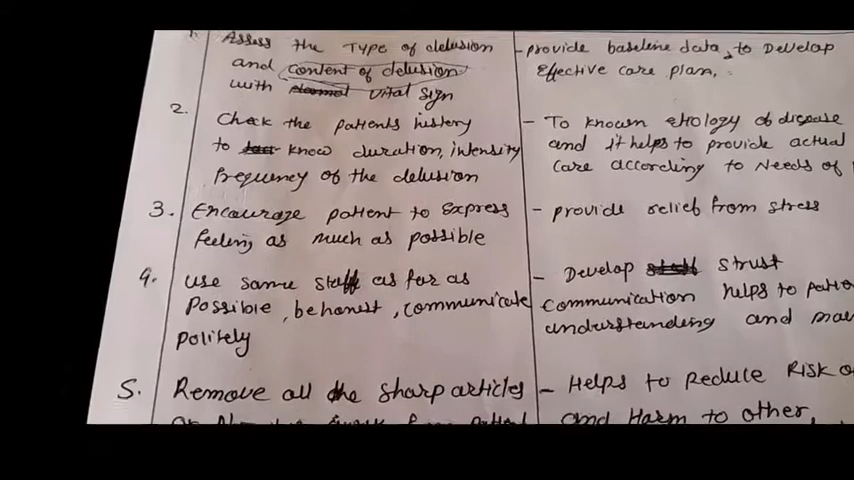 1. Assess the Type of delusion
and content of delusion
with vital sign
- provide baseline data, to Develop
Effective care plan,
2. Check the patients history
to know duration, intensity
Frequency of the delusion
- To known etiology of disease
and it helps to provide actual
care according to Needs of
3. Encourage patient to Express
feeling as much as possible
- provide relief from stress
4. use same staff as far as
Possible, be honest, communicate
politely
- Develop strust
communication helps to
understanding and
5. Remove all the sharp articles
from patient
- Helps to Reduce Risk
and Harm to other,